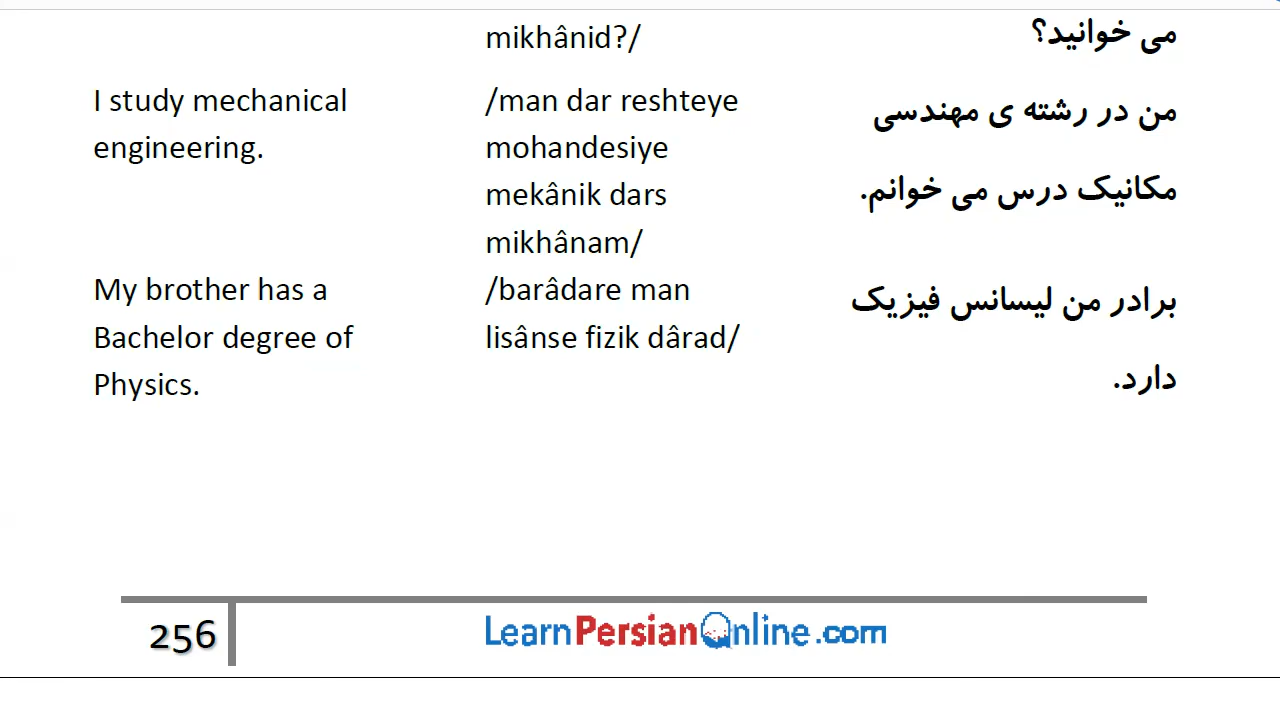 mikhânid?/
می خوانید؟
I study mechanical
engineering.
/man dar reshteye
mohandesiye
mekânik dars
mikhânam/
من در رشته ی مهندسی
مکانیک درس می خوانم.
My brother has a
Bachelor degree of
Physics.
/barâdare man
lisânse fizik dârad/
برادر من لیسانس فیزیک
دارد.
256
LearnPersianOnline.com